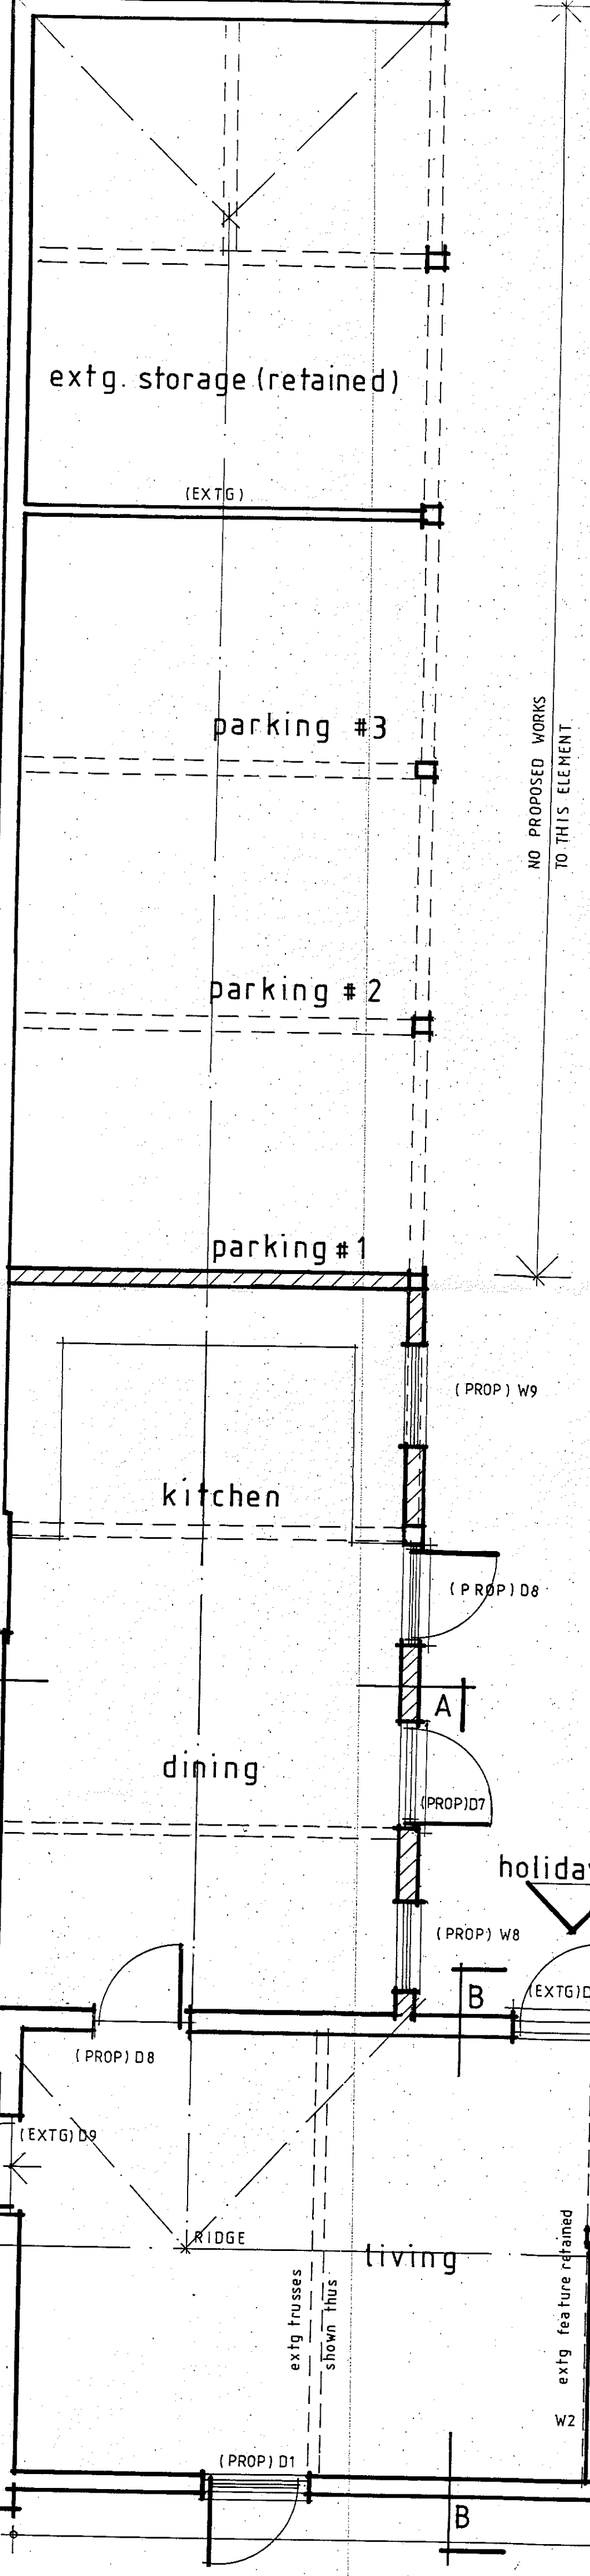 extg. storage (retained)
(EXTG)
parking #3
NO PROPOSED WORKS
TO THIS ELEMENT
parking #2
parking #1
(PROP) W9
kitchen
(PROP) D8
A
dining
(PROP) D7
holiday
(PROP) W8
B
(EXTG) D
(PROP) D8
(EXTG) D9
RIDGE
living
extg trusses
shown thus
extg feature retained
W2
(PROP) D1
B